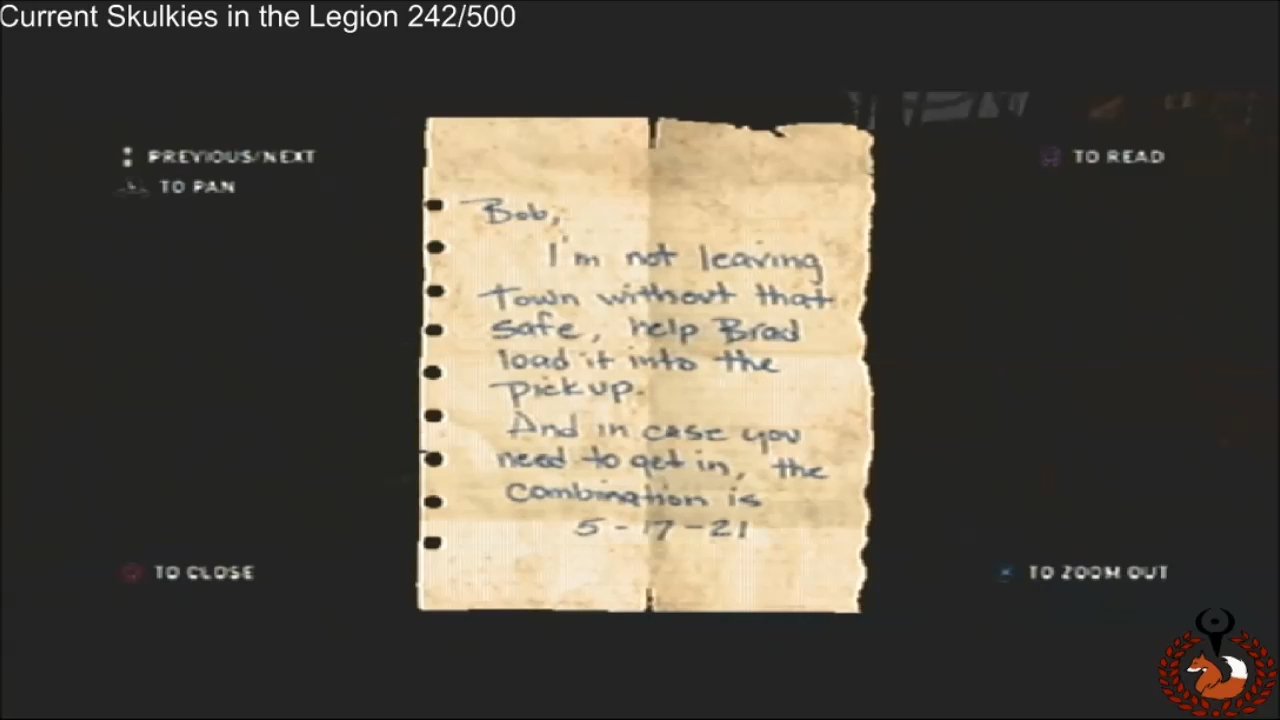 Current Skulkies in the Legion 242/500
PREVIOUS/NEXT
TO PAN
TO READ
Bob,
I'm not leaving
Town without that
safe, help Brad
load it into the
pickup.
And in case you
need to get in, the
combination is
5-17-21
TO CLOSE
TO ZOOM OUT